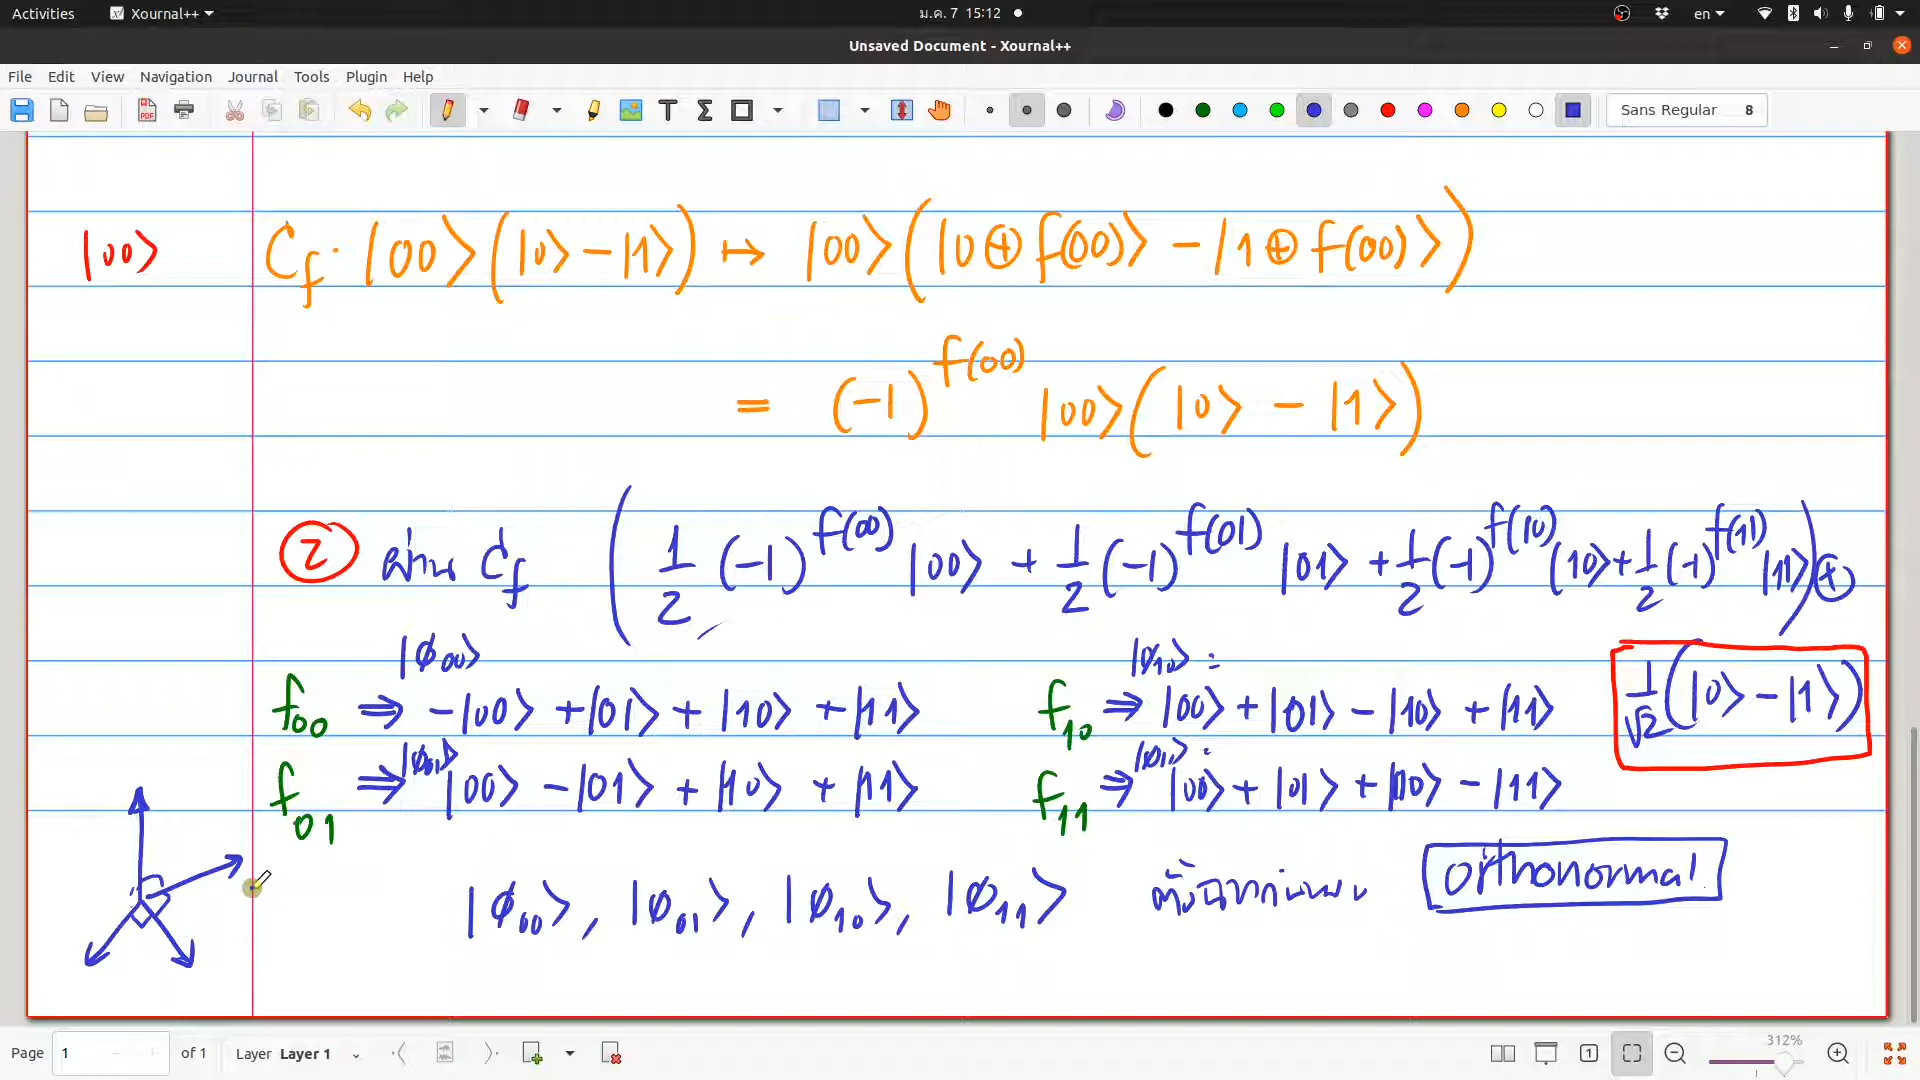 Activities Xournal++ ม.ค. 7 15:12 en
Unsaved Document - Xournal++
File Edit View Navigation Journal Tools Plugin Help
Sans Regular 8
|00⟩ C_f · |00⟩(|0⟩ − |1⟩) ↦ |00⟩(|0 ⊕ f(00)⟩ − |1 ⊕ f(00)⟩)
= (−1)^f(00) |00⟩(|0⟩ − |1⟩)
② ผ่าน C_f (1/2 (−1)^f(00) |00⟩ + 1/2 (−1)^f(01) |01⟩ + 1/2 (−1)^f(10) |10⟩ + 1/2 (−1)^f(11) |11⟩) ⊕
|ϕ00⟩ |ϕ10⟩ :
f00 ⇒ −|00⟩ + |01⟩ + |10⟩ + |11⟩ f10 ⇒ |00⟩ + |01⟩ − |10⟩ + |11⟩ 1/√2 (|0⟩ − |1⟩)
|ϕ01⟩
f01 ⇒ |00⟩ − |01⟩ + |10⟩ + |11⟩ f11 ⇒ |00⟩ + |01⟩ + |10⟩ − |11⟩
|ϕ00⟩, |ϕ01⟩, |ϕ10⟩, |ϕ11⟩ orthonormal
Page 1 of 1 Layer Layer 1 1 312%